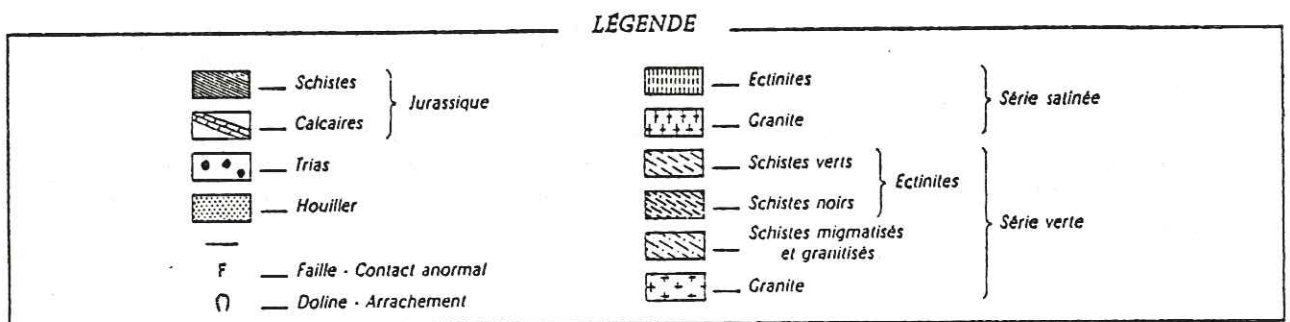 LÉGENDE
Schistes
Jurassique
Calcaires
Trias
Houiller
F Faille - Contact anormal
Doline - Arrachement
Ectinites
Série satinée
Granite
Schistes verts
Ectinites
Schistes noirs
Série verte
Schistes migmatisés
et granitisés
Granite